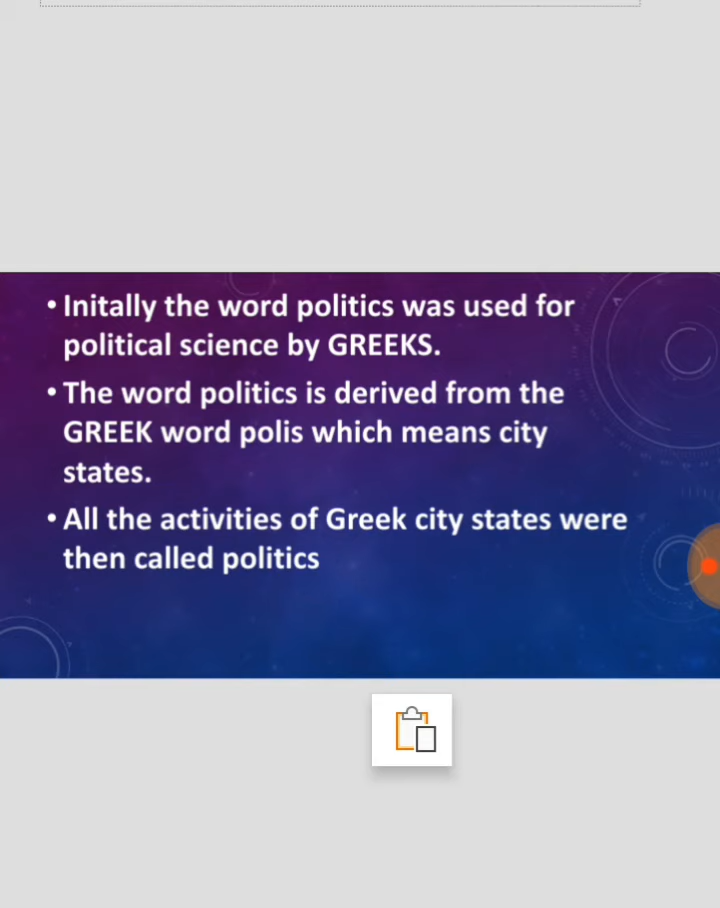 • Initally the word politics was used for
political science by GREEKS.
• The word politics is derived from the
GREEK word polis which means city
states.
• All the activities of Greek city states were
then called politics